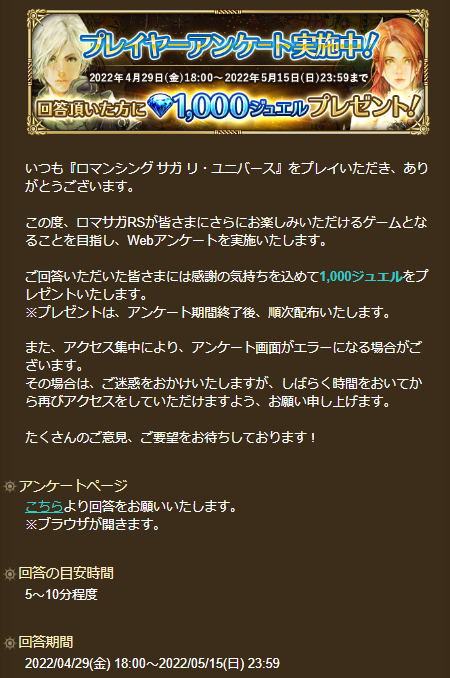 プレイヤーアンケート実施中!
2022年4月29日(金)18:00～2022年5月15日(日)23:59まで
回答頂いた方に1,000ジュエルプレゼント!
いつも『ロマンシング サガ リ・ユニバース』をプレイいただき、あり
がとうございます。
この度、ロマサガRSが皆さまにさらにお楽しみいただけるゲームとな
ることを目指し、Webアンケートを実施いたします。
ご回答いただいた皆さまには感謝の気持ちを込めて1,000ジュエルをプ
レゼントいたします。
※プレゼントは、アンケート期間終了後、順次配布いたします。
また、アクセス集中により、アンケート画面がエラーになる場合がご
ざいます。
その場合は、ご迷惑をおかけいたしますが、しばらく時間をおいてか
ら再びアクセスをしていただけますよう、お願い申し上げます。
たくさんのご意見、ご要望をお待ちしております！
アンケートページ
こちらより回答をお願いいたします。
※ブラウザが開きます。
回答の目安時間
5～10分程度
回答期間
2022/04/29(金) 18:00～2022/05/15(日) 23:59